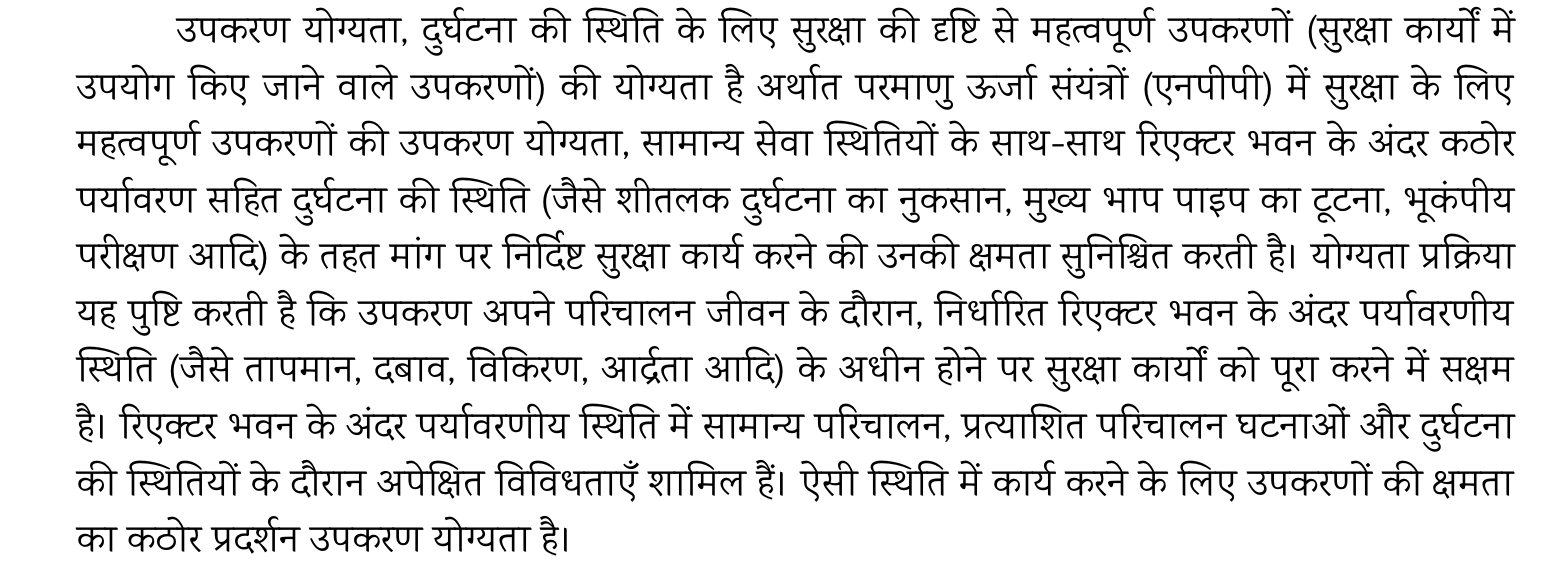 उपकरण योग्यता, दुर्घटना की स्थिति के लिए सुरक्षा की दृष्टि से महत्वपूर्ण उपकरणों (सुरक्षा कार्यों में
उपयोग किए जाने वाले उपकरणों) की योग्यता है अर्थात परमाणु ऊर्जा संयंत्रों (एनपीपी) में सुरक्षा के लिए
महत्वपूर्ण उपकरणों की उपकरण योग्यता, सामान्य सेवा स्थितियों के साथ-साथ रिएक्टर भवन के अंदर कठोर
पर्यावरण सहित दुर्घटना की स्थिति (जैसे शीतलक दुर्घटना का नुकसान, मुख्य भाप पाइप का टूटना, भूकंपीय
परीक्षण आदि) के तहत मांग पर निर्दिष्ट सुरक्षा कार्य करने की उनकी क्षमता सुनिश्चित करती है। योग्यता प्रक्रिया
यह पुष्टि करती है कि उपकरण अपने परिचालन जीवन के दौरान, निर्धारित रिएक्टर भवन के अंदर पर्यावरणीय
स्थिति (जैसे तापमान, दबाव, विकिरण, आर्द्रता आदि) के अधीन होने पर सुरक्षा कार्यों को पूरा करने में सक्षम
है। रिएक्टर भवन के अंदर पर्यावरणीय स्थिति में सामान्य परिचालन, प्रत्याशित परिचालन घटनाओं और दुर्घटना
की स्थितियों के दौरान अपेक्षित विविधताएँ शामिल हैं। ऐसी स्थिति में कार्य करने के लिए उपकरणों की क्षमता
का कठोर प्रदर्शन उपकरण योग्यता है।